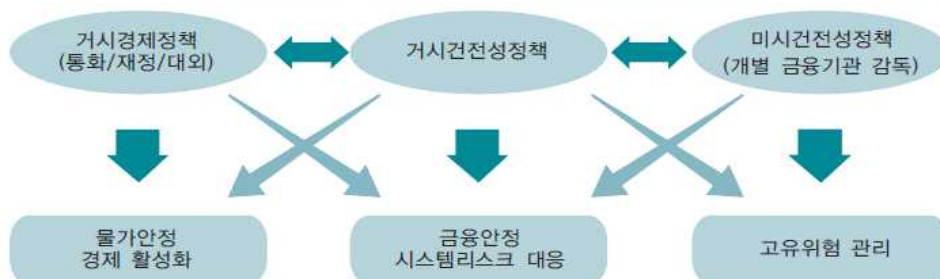 거시경제정책
(통화/재정/대외)
거시건전성정책
미시건전성정책
(개별 금융기관 감독)
물가안정
경제 활성화
금융안정
시스템리스크 대응
고유위험 관리